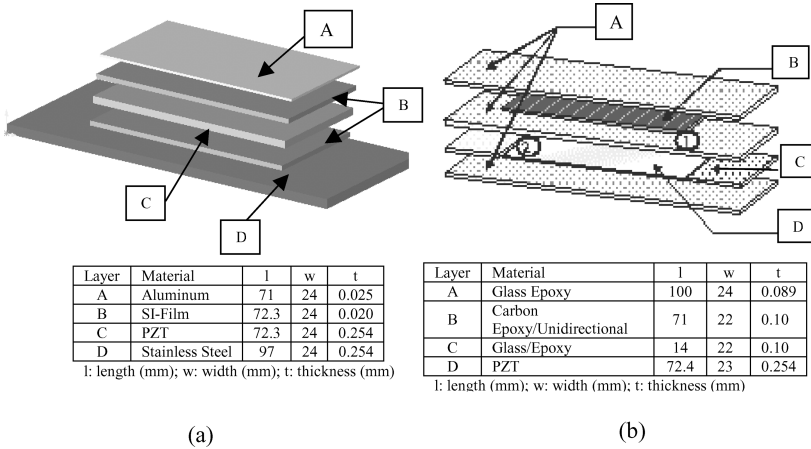 A
B
C
D
A
B
C
D
1
2
Layer Material l w t
A Aluminum 71 24 0.025
B SI-Film 72.3 24 0.020
C PZT 72.3 24 0.254
D Stainless Steel 97 24 0.254
l: length (mm); w: width (mm); t: thickness (mm)
(a)
Layer Material l w t
A Glass Epoxy 100 24 0.089
B Carbon Epoxy/Unidirectional 71 22 0.10
C Glass/Epoxy 14 22 0.10
D PZT 72.4 23 0.254
l: length (mm); w: width (mm); t: thickness (mm)
(b)